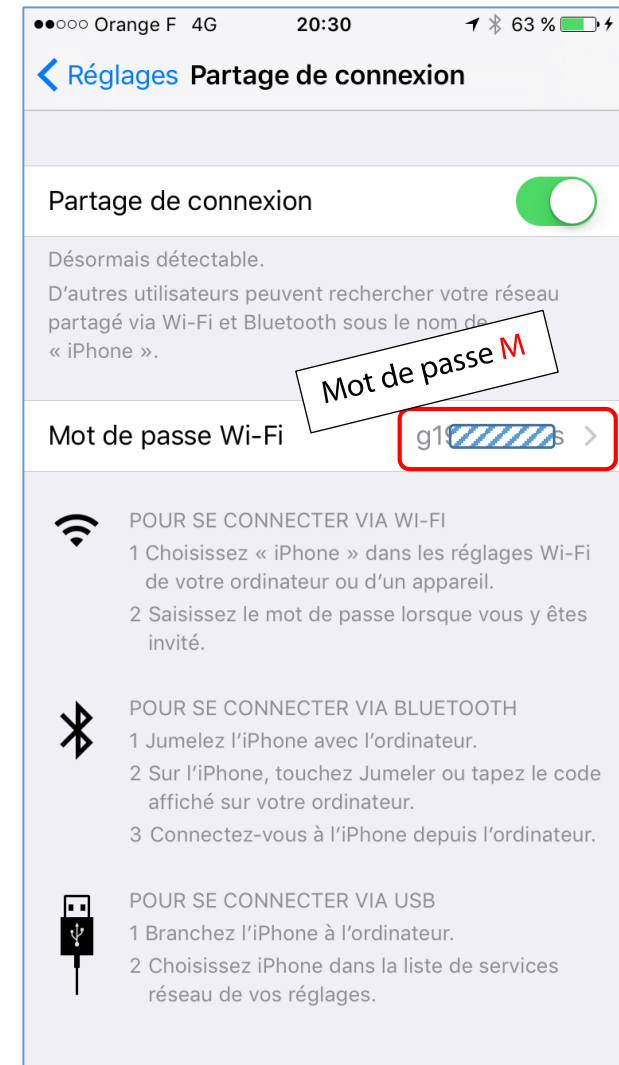 Orange F 4G 20:30 63 %
Réglages Partage de connexion
Partage de connexion
Désormais détectable.
D’autres utilisateurs peuvent rechercher votre réseau
partagé via Wi-Fi et Bluetooth sous le nom de
« iPhone ».
Mot de passe M
Mot de passe Wi-Fi
POUR SE CONNECTER VIA WI-FI
1 Choisissez « iPhone » dans les réglages Wi-Fi
de votre ordinateur ou d’un appareil.
2 Saisissez le mot de passe lorsque vous y êtes
invité.
POUR SE CONNECTER VIA BLUETOOTH
1 Jumelez l’iPhone avec l’ordinateur.
2 Sur l’iPhone, touchez Jumeler ou tapez le code
affiché sur votre ordinateur.
3 Connectez-vous à l’iPhone depuis l’ordinateur.
POUR SE CONNECTER VIA USB
1 Branchez l’iPhone à l’ordinateur.
2 Choisissez iPhone dans la liste de services
réseau de vos réglages.